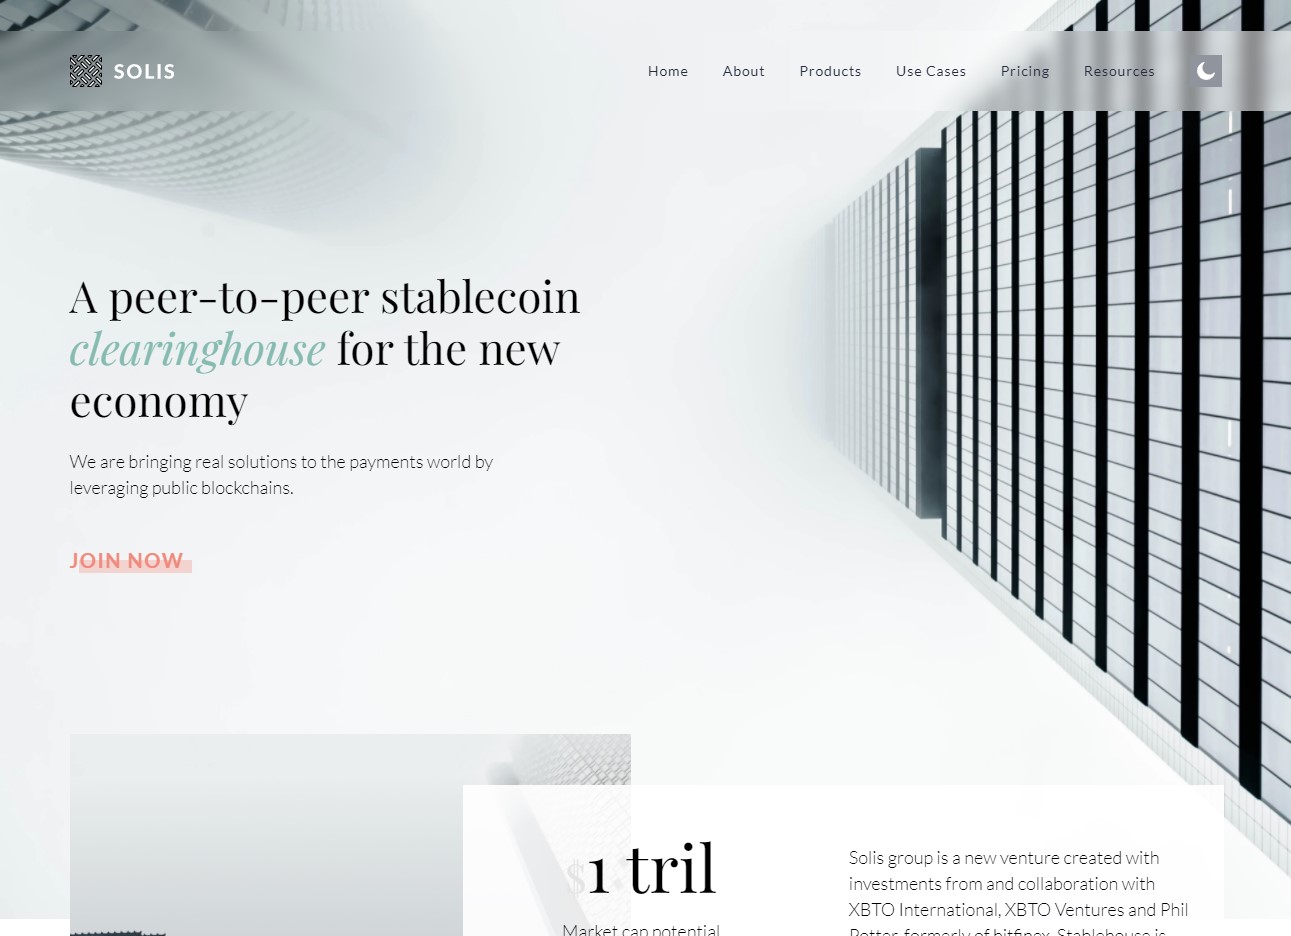 SOLIS
Home
About
Products
Use Cases
Pricing
Resources
A peer-to-peer stablecoin
clearinghouse for the new
economy
We are bringing real solutions to the payments world by
leveraging public blockchains.
JOIN NOW
$1 tril
Market cap potential
Solis group is a new venture created with
investments from and collaboration with
XBTO International, XBTO Ventures and Phil
Potter, formerly of bitfinex. Stablehouse is